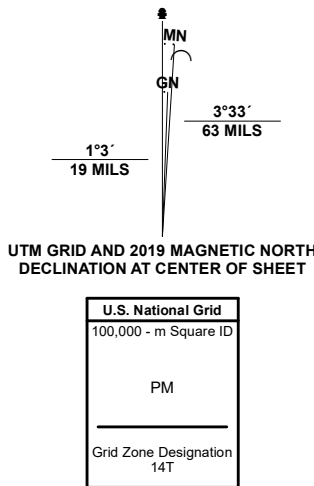 MN
GN
3°33´
63 MILS
1°3´
19 MILS
UTM GRID AND 2019 MAGNETIC NORTH
DECLINATION AT CENTER OF SHEET
U.S. National Grid
100,000 - m Square ID
PM
Grid Zone Designation
14T